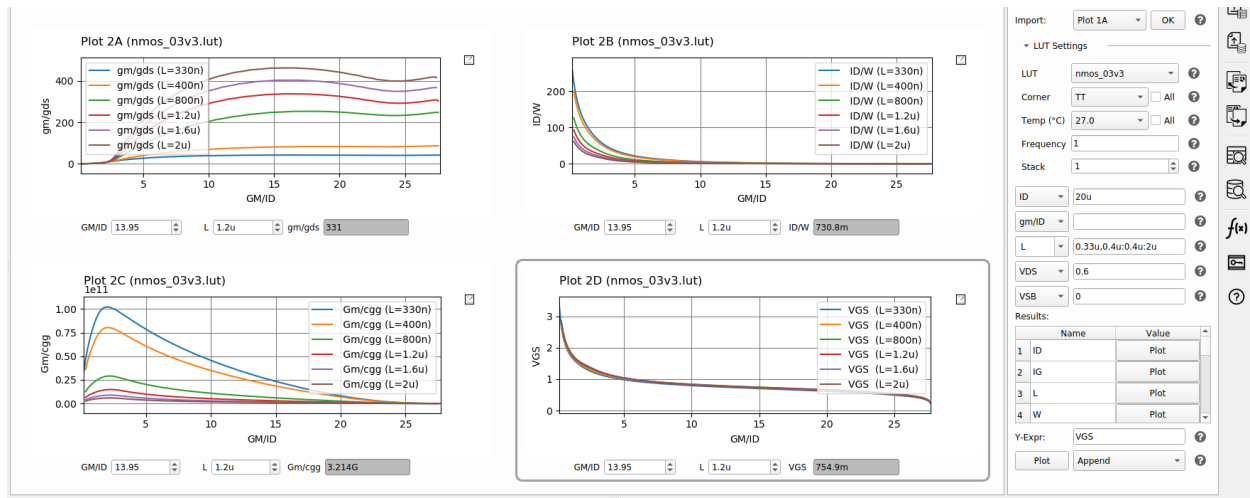 Plot 2A (nmos_03v3.lut)
gm/gds
400
200
0
gm/gds (L=330n)
gm/gds (L=400n)
gm/gds (L=800n)
gm/gds (L=1.2u)
gm/gds (L=1.6u)
gm/gds (L=2u)
5 10 15 20 25
GM/ID
GM/ID 13.95 L 1.2u gm/gds 331
Plot 2B (nmos_03v3.lut)
ID/W
200
100
0
ID/W (L=330n)
ID/W (L=400n)
ID/W (L=800n)
ID/W (L=1.2u)
ID/W (L=1.6u)
ID/W (L=2u)
5 10 15 20 25
GM/ID
GM/ID 13.95 L 1.2u ID/W 730.8m
Plot 2C (nmos_03v3.lut)
1e11
Gm/cgg
1.00
0.75
0.50
0.25
0.00
Gm/cgg (L=330n)
Gm/cgg (L=400n)
Gm/cgg (L=800n)
Gm/cgg (L=1.2u)
Gm/cgg (L=1.6u)
Gm/cgg (L=2u)
5 10 15 20 25
GM/ID
GM/ID 13.95 L 1.2u Gm/cgg 3.214G
Plot 2D (nmos_03v3.lut)
VGS
3
2
1
0
VGS (L=330n)
VGS (L=400n)
VGS (L=800n)
VGS (L=1.2u)
VGS (L=1.6u)
VGS (L=2u)
5 10 15 20 25
GM/ID
GM/ID 13.95 L 1.2u VGS 754.9m
Import: Plot 1A OK ?
LUT Settings
LUT nmos_03v3 ?
Corner TT All ?
Temp (°C) 27.0 All ?
Frequency 1 ?
Stack 1 ?
ID 20u ?
gm/ID ?
L 0.33u,0.4u:0.4u:2u ?
VDS 0.6 ?
VSB 0 ?
Results:
Name Value
1 ID Plot
2 IG Plot
3 L Plot
4 W Plot
Y-Expr: VGS ?
Plot Append ?
f(x)
?